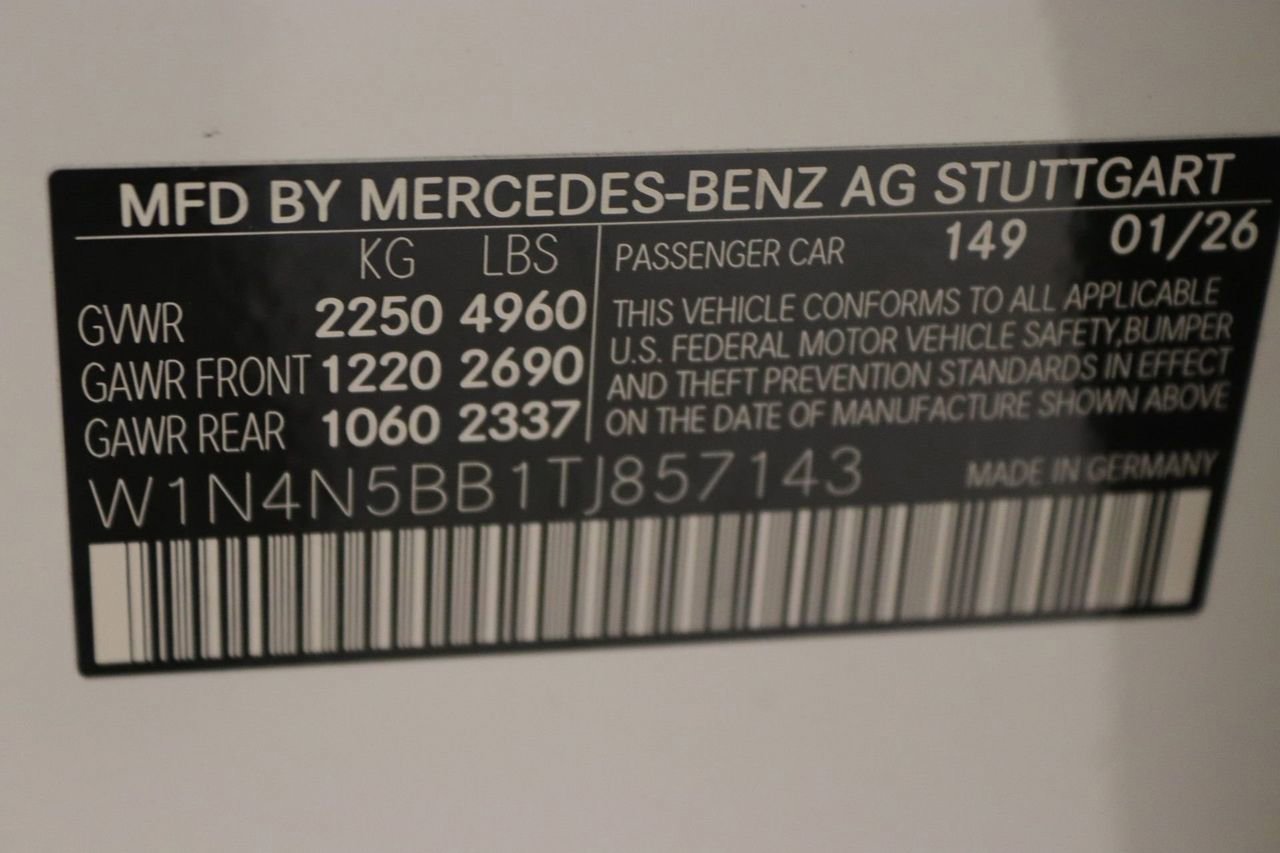 MFD BY MERCEDES-BENZ AG STUTTGART
KG LBS
GVWR 2250 4960
GAWR FRONT 1220 2690
GAWR REAR 1060 2337
PASSENGER CAR 149 01/26
THIS VEHICLE CONFORMS TO ALL APPLICABLE
U.S. FEDERAL MOTOR VEHICLE SAFETY,BUMPER
AND THEFT PREVENTION STANDARDS IN EFFECT
ON THE DATE OF MANUFACTURE SHOWN ABOVE
W1N4N5BB1TJ857143
MADE IN GERMANY